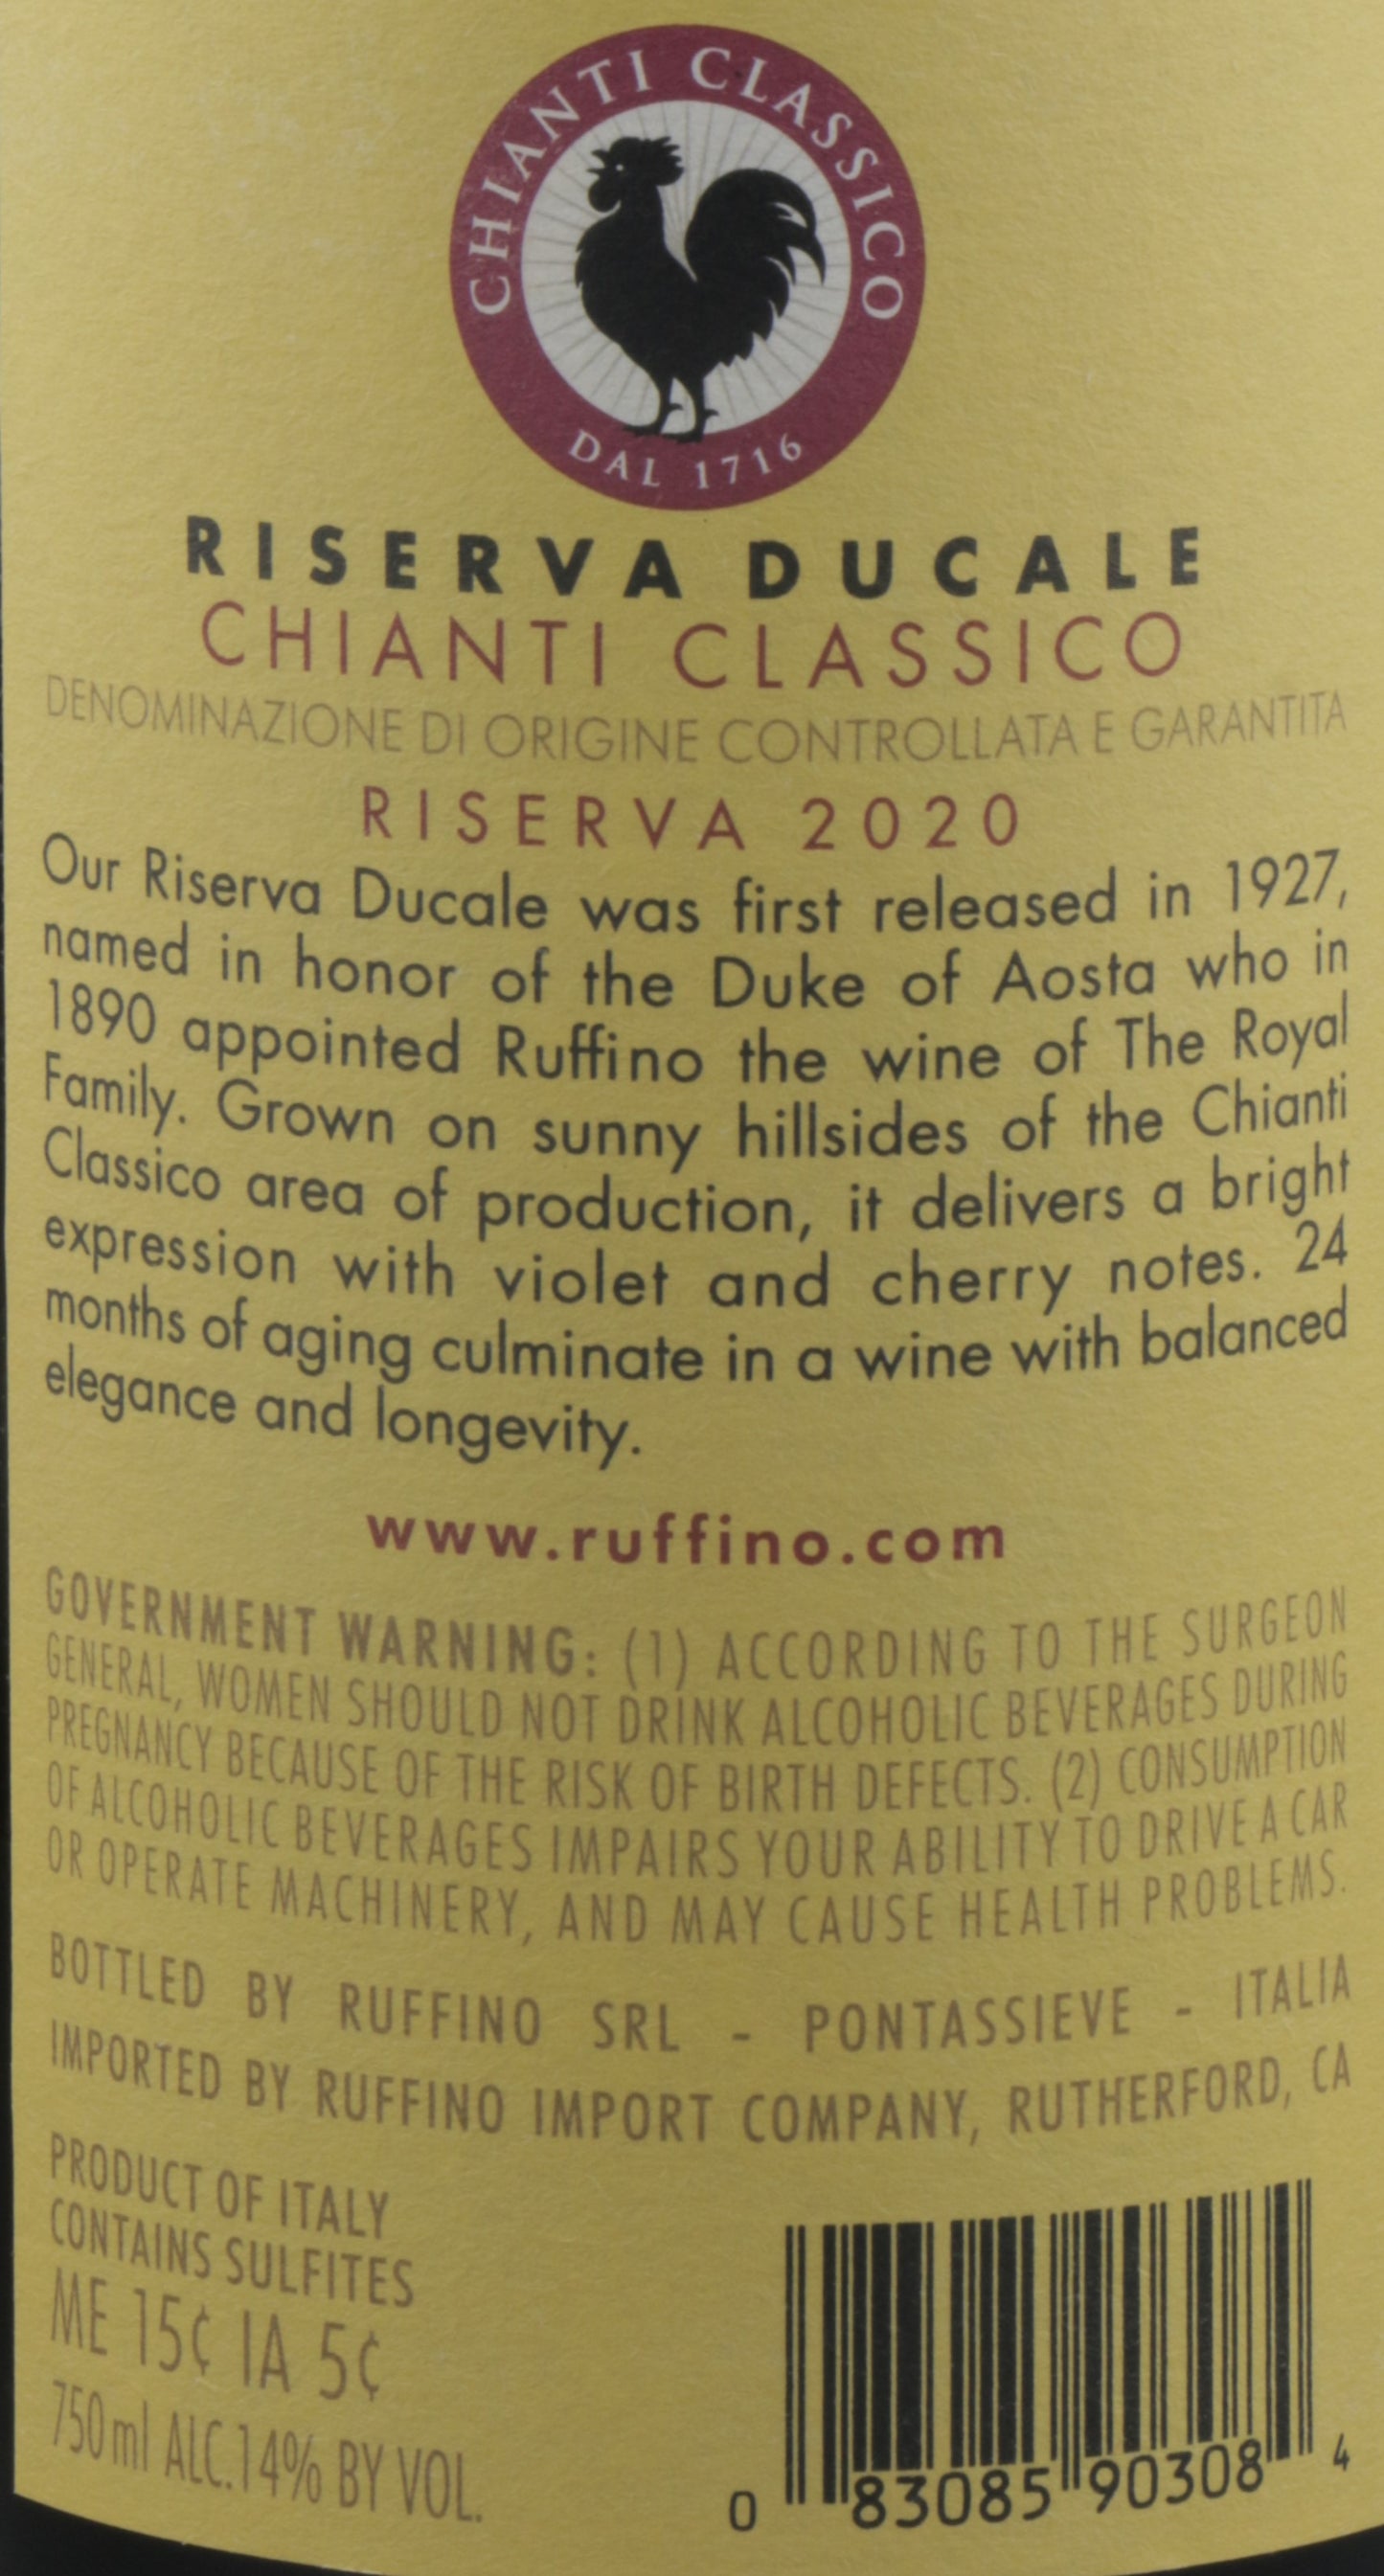 CHIANTI CLASSICO
DAL 1716
RISERVA DUCALE
CHIANTI CLASSICO
DENOMINAZIONE DI ORIGINE CONTROLLATA E GARANTITA
RISERVA 2020
Our Riserva Ducale was first released in 1927,
named in honor of the Duke of Aosta who in
1890 appointed Ruffino the wine of The Royal
Family. Grown on sunny hillsides of the Chianti
Classico area of production, it delivers a bright
expression with violet and cherry notes. 24
months of aging culminate in a wine with balanced
elegance and longevity.
www.ruffino.com
GOVERNMENT WARNING: (1) ACCORDING TO THE SURGEON
GENERAL, WOMEN SHOULD NOT DRINK ALCOHOLIC BEVERAGES DURING
PREGNANCY BECAUSE OF THE RISK OF BIRTH DEFECTS. (2) CONSUMPTION
OF ALCOHOLIC BEVERAGES IMPAIRS YOUR ABILITY TO DRIVE A CAR
OR OPERATE MACHINERY, AND MAY CAUSE HEALTH PROBLEMS.
BOTTLED BY RUFFINO SRL - PONTASSIEVE - ITALIA
IMPORTED BY RUFFINO IMPORT COMPANY, RUTHERFORD, CA
PRODUCT OF ITALY
CONTAINS SULFITES
ME 15¢ IA 5¢
750 ml ALC.14% BY VOL.
0 83085 90308 4